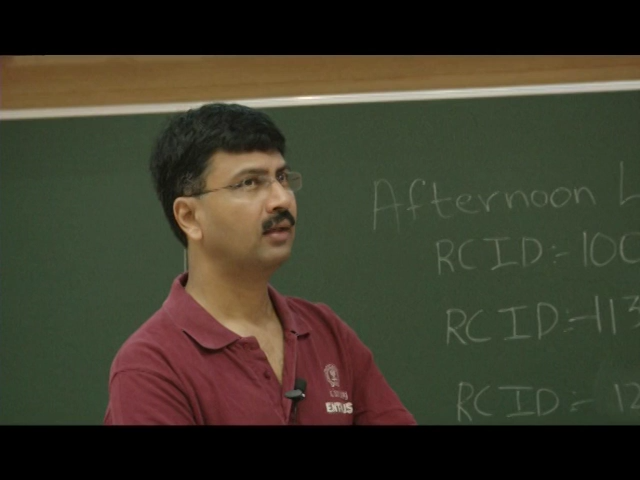 Afternoon L
RCID:- 100
RCID:- 113
RCID:- 12